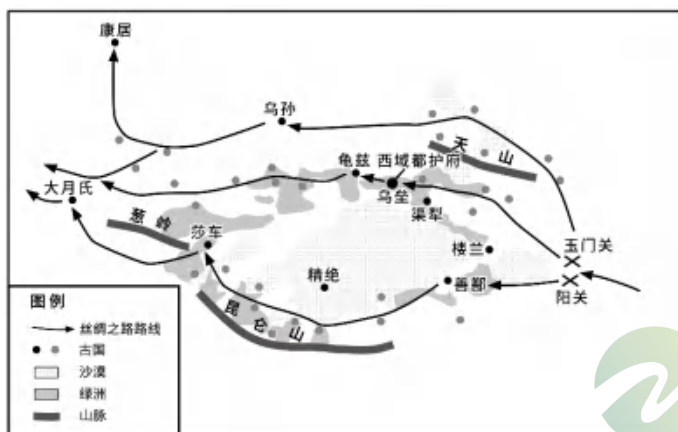 康居
乌孙
天山
大月氏
龟兹
西域都护府
乌垒
渠犁
葱岭
莎车
楼兰
玉门关
精绝
善鄯
阳关
昆仑山
图例
丝绸之路路线
古国
沙漠
绿洲
山脉